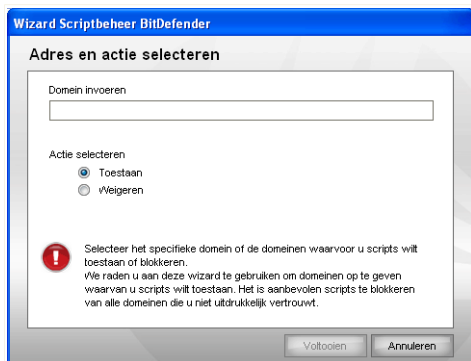 Wizard Scriptbeheer BitDefender
Adres en actie selecteren
Domein invoeren
Actie selecteren
Toestaan
Weigeren
Selecteer het specifieke domein of de domeinen waarvoor u scripts wilt
toestaan of blokkeren.
We raden u aan deze wizard te gebruiken om domeinen op te geven
waarvan u scripts wilt toestaan. Het is aanbevolen scripts te blokkeren
van alle domeinen die u niet uitdrukkelijk vertrouwt.
Voltooien
Annuleren